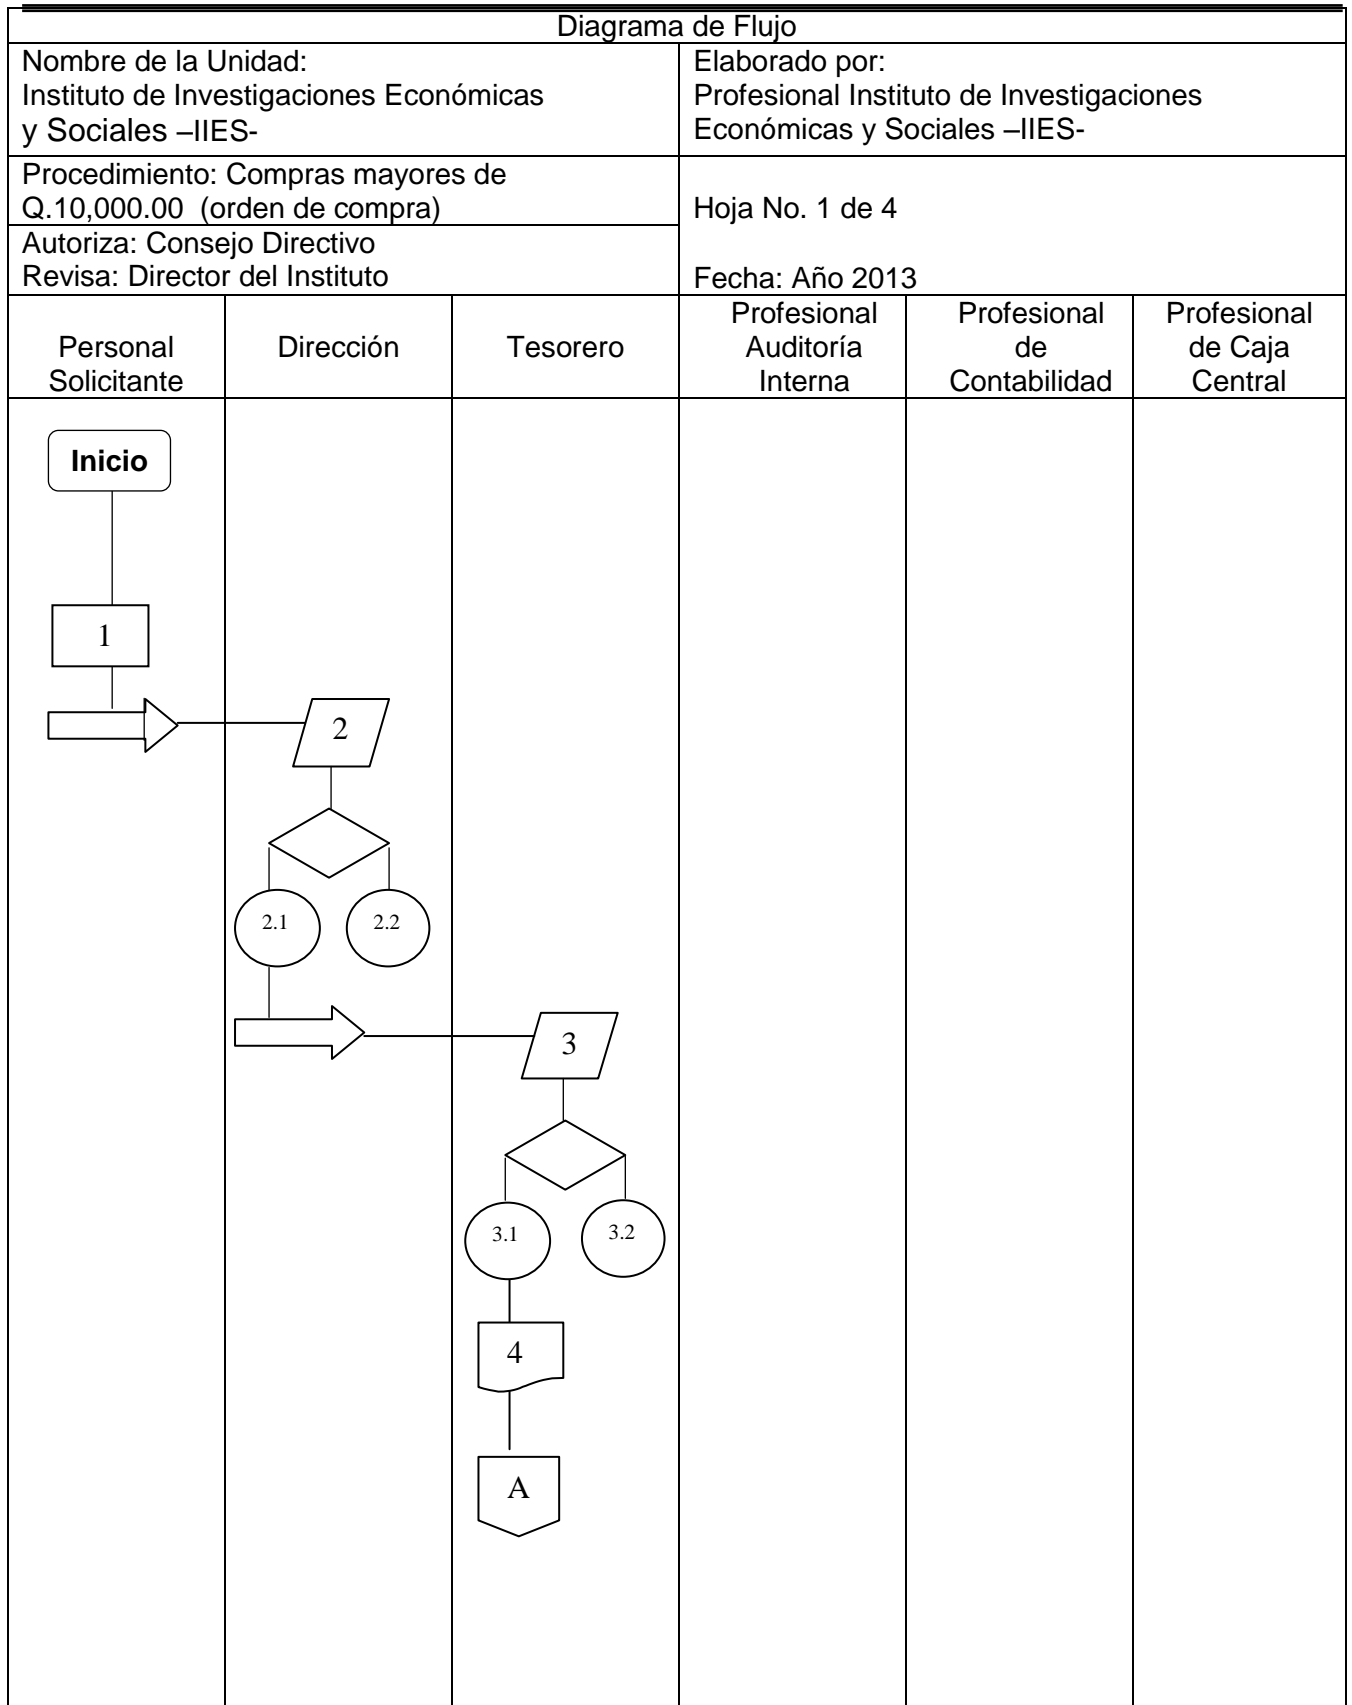 Diagrama de Flujo
Nombre de la Unidad:
Instituto de Investigaciones Económicas
y Sociales –IIES-
Elaborado por:
Profesional Instituto de Investigaciones
Económicas y Sociales –IIES-
Procedimiento: Compras mayores de
Q.10,000.00 (orden de compra)
Hoja No. 1 de 4
Autoriza: Consejo Directivo
Revisa: Director del Instituto
Fecha: Año 2013
Personal
Solicitante
Dirección
Tesorero
Profesional
Auditoría
Interna
Profesional
de
Contabilidad
Profesional
de Caja
Central
Inicio
1
2
2.1
2.2
3
3.1
3.2
4
A